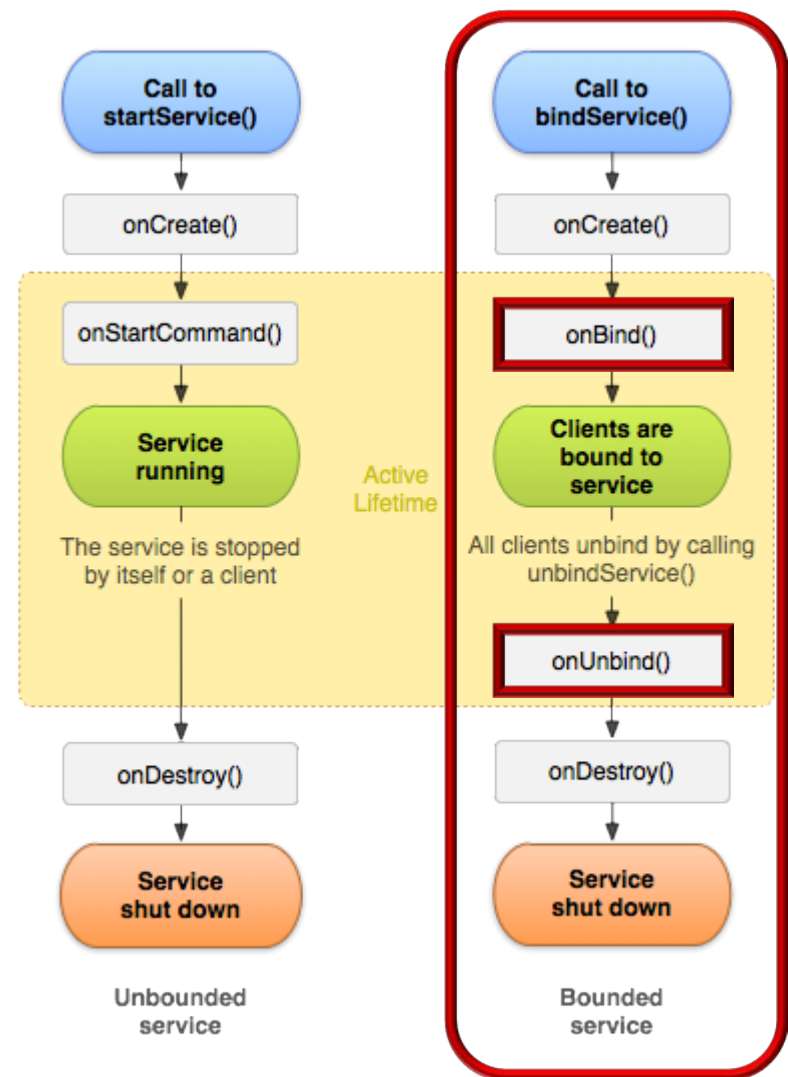 Call to
startService()
onCreate()
onStartCommand()
Service
running
The service is stopped
by itself or a client
onDestroy()
Service
shut down
Unbounded
service
Active
Lifetime
Call to
bindService()
onCreate()
onBind()
Clients are
bound to
service
All clients unbind by calling
unbindService()
onUnbind()
onDestroy()
Service
shut down
Bounded
service